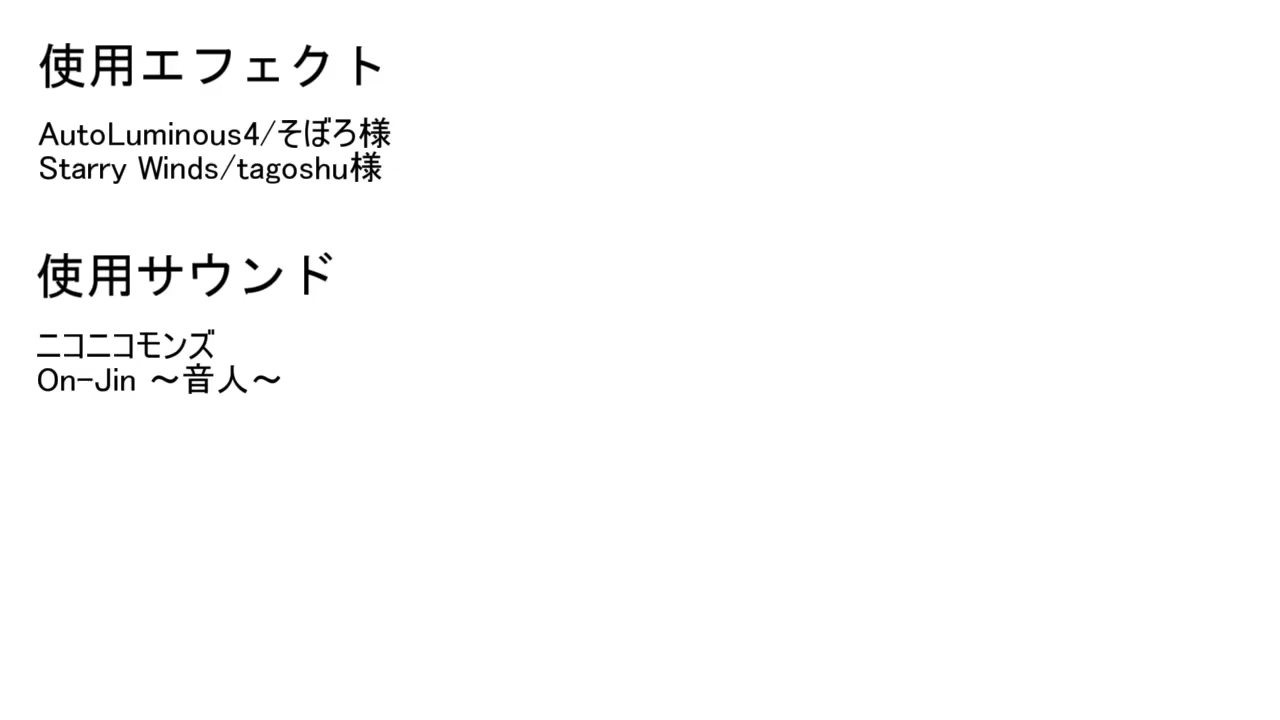 使用エフェクト
AutoLuminous4/そぼろ様
Starry Winds/tagoshu様
使用サウンド
ニコニコモンズ
On-Jin ～音人～